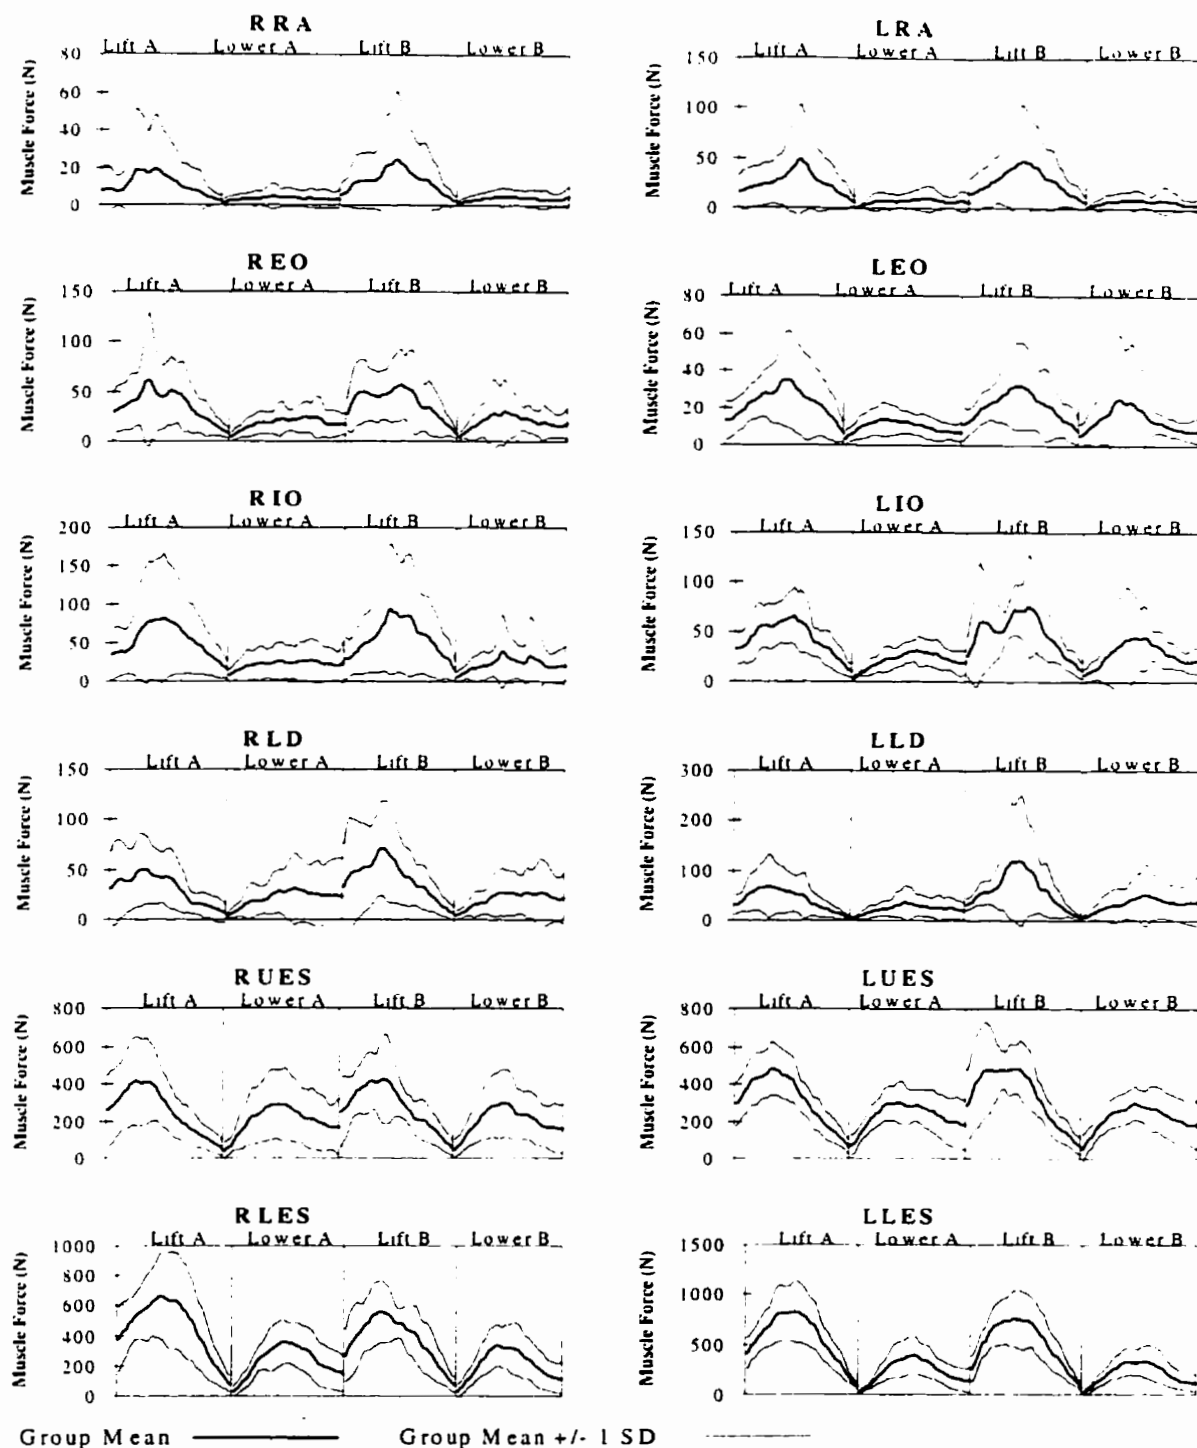 RRA
Lift A Lower A Lift B Lower B
Muscle Force (N)
80
60
40
20
0
LRA
Lift A Lower A Lift B Lower B
Muscle Force (N)
150
100
50
0
REO
Lift A Lower A Lift B Lower B
Muscle Force (N)
150
100
50
0
LEO
Lift A Lower A Lift B Lower B
Muscle Force (N)
80
60
40
20
0
RIO
Lift A Lower A Lift B Lower B
Muscle Force (N)
200
150
100
50
0
LIO
Lift A Lower A Lift B Lower B
Muscle Force (N)
150
100
50
0
RLD
Lift A Lower A Lift B Lower B
Muscle Force (N)
150
100
50
0
LLD
Lift A Lower A Lift B Lower B
Muscle Force (N)
300
200
100
0
RUES
Lift A Lower A Lift B Lower B
Muscle Force (N)
800
600
400
200
0
LUES
Lift A Lower A Lift B Lower B
Muscle Force (N)
800
600
400
200
0
RLES
Lift A Lower A Lift B Lower B
Muscle Force (N)
1000
800
600
400
200
0
LLES
Lift A Lower A Lift B Lower B
Muscle Force (N)
1500
1000
500
0
Group Mean Group Mean +/- 1 SD